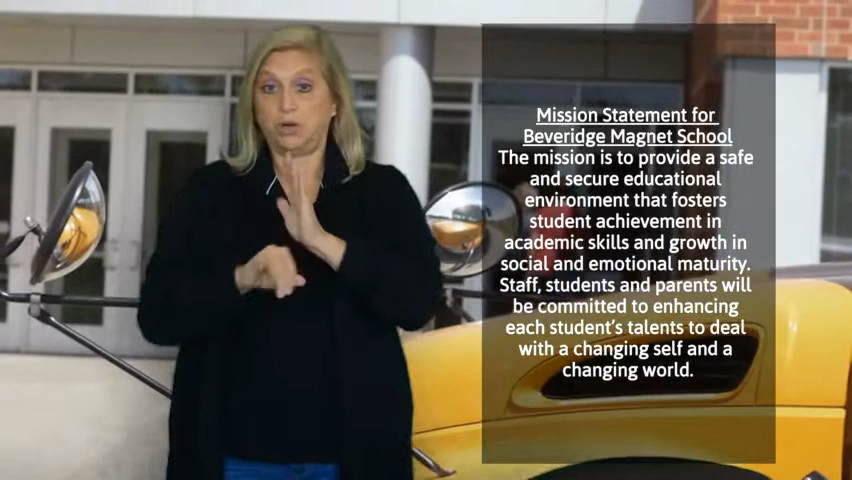 Mission Statement for
Beveridge Magnet School
The mission is to provide a safe
and secure educational
environment that fosters
student achievement in
academic skills and growth in
social and emotional maturity.
Staff, students and parents will
be committed to enhancing
each student's talents to deal
with a changing self and a
changing world.